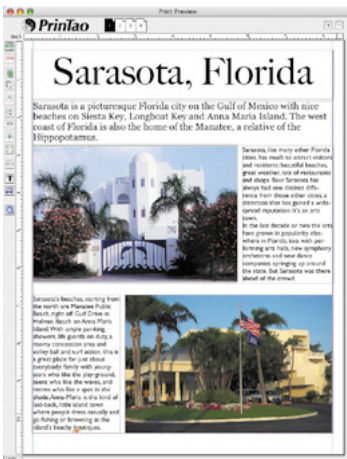 Print Preview
PrinTao
1 2 3 4
Sarasota, Florida
Sarasota is a picturesque Florida city on the Gulf of Mexico with nice
beaches on Siesta Key, Longboat Key and Anna Maria Island. The west
coast of Florida is also the home of the Manatee, a relative of the
Hippopotamus.
Sarasota, like many other Florida
cities, has much to attract visitors
and residents: beautiful beaches,
great weather, lots of restaurants
and shops. But Sarasota has
always had one distinct diffe-
rence from those other cities, a
distinction that has gained a wide-
spread reputation: it's an arts
town.
In the last decade or two the arts
have grown in popularity else-
where in Florida, too, with per-
forming arts halls, new symphony
orchestras and new dance
companies springing up around
the state. But Sarasota was there
ahead of the crowd.
Sarasota's beaches, starting from
the north are Manatee Public
Beach, right off Gulf Drive in
Holmes Beach on Anna Maria
Island. With ample parking,
showers, life guards on duty, a
roomy concession area and
volley ball and surf action, this is
a great place for just about
everybody: family with young-
sters who like the play-ground,
teens who like the waves, and
retirees who like a spot in the
shade. Anna Maria is the kind of
laid-back, little island town
where people dress casually and
go fishing or browsing at the
island's beachy boutiques.